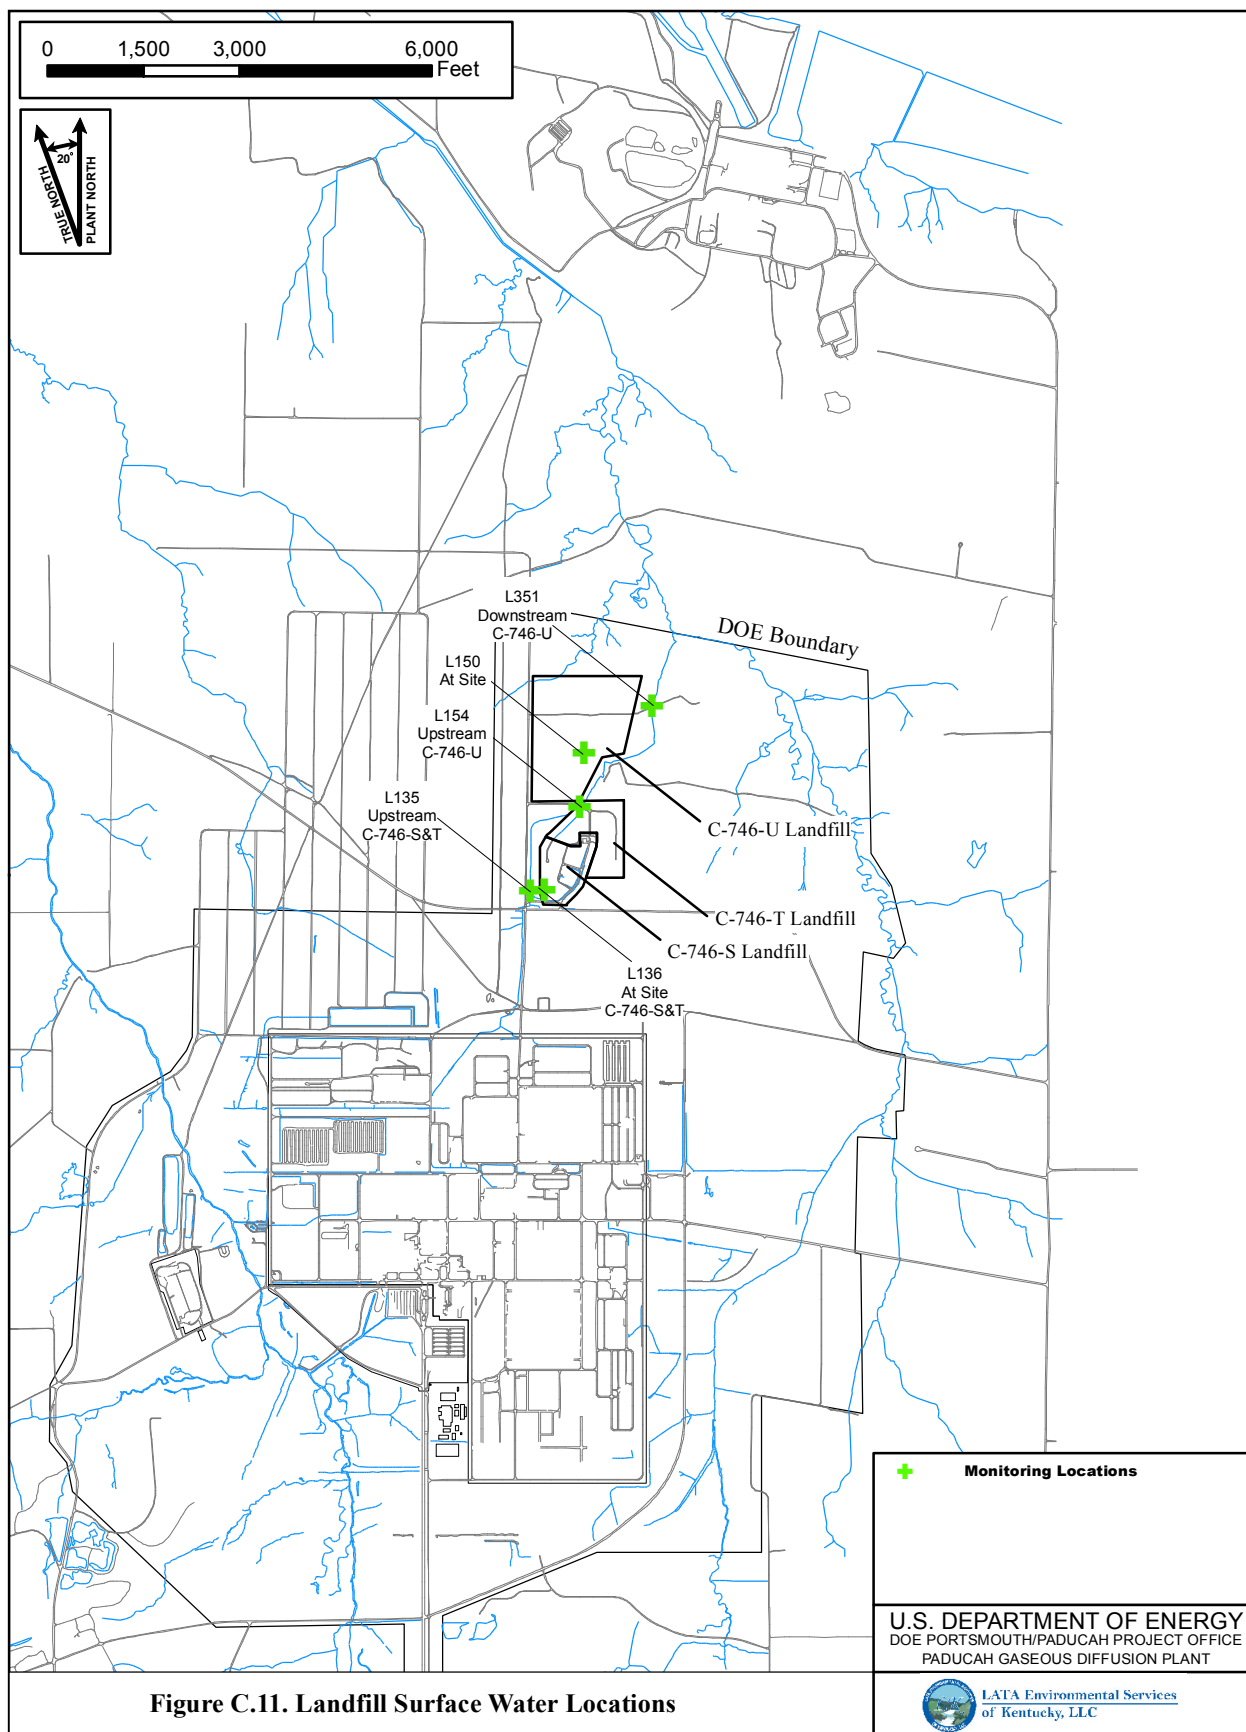 0 1,500 3,000 6,000
Feet
20°
TRUE NORTH
PLANT NORTH
L351
Downstream
C-746-U
DOE Boundary
L150
At Site
L154
Upstream
C-746-U
L135
Upstream
C-746-S&T
C-746-U Landfill
C-746-T Landfill
C-746-S Landfill
L136
At Site
C-746-S&T
Monitoring Locations
U.S. DEPARTMENT OF ENERGY
DOE PORTSMOUTH/PADUCAH PROJECT OFFICE
PADUCAH GASEOUS DIFFUSION PLANT
Figure C.11. Landfill Surface Water Locations
LATA Environmental Services
of Kentucky, LLC